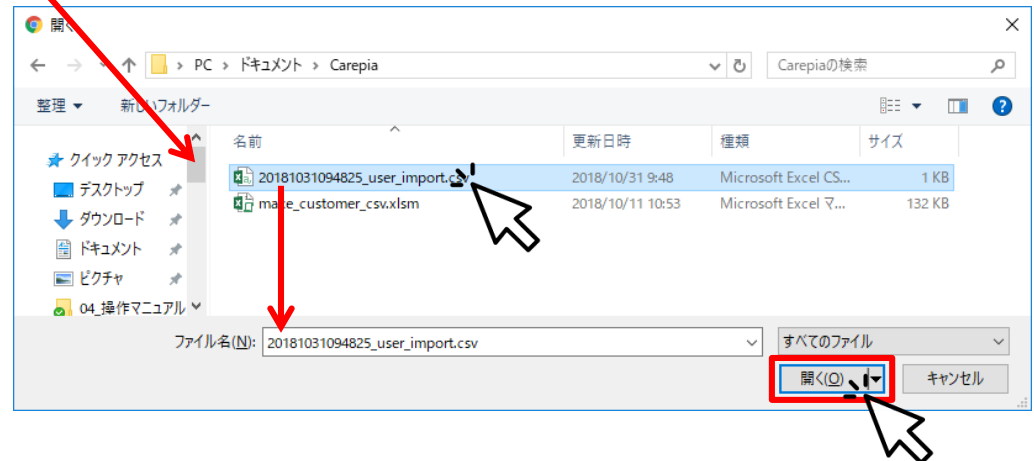 開く
PC > ドキュメント > Carepia
Carepiaの検索
整理
新しいフォルダー
名前 更新日時 種類 サイズ
クイック アクセス
デスクトップ
ダウンロード
ドキュメント
ピクチャ
04_操作マニュアル
20181031094825_user_import.csv 2018/10/31 9:48 Microsoft Excel CS... 1 KB
make_customer_csv.xlsm 2018/10/11 10:53 Microsoft Excel マ... 132 KB
ファイル名(N): 20181031094825_user_import.csv すべてのファイル
開く(O) キャンセル